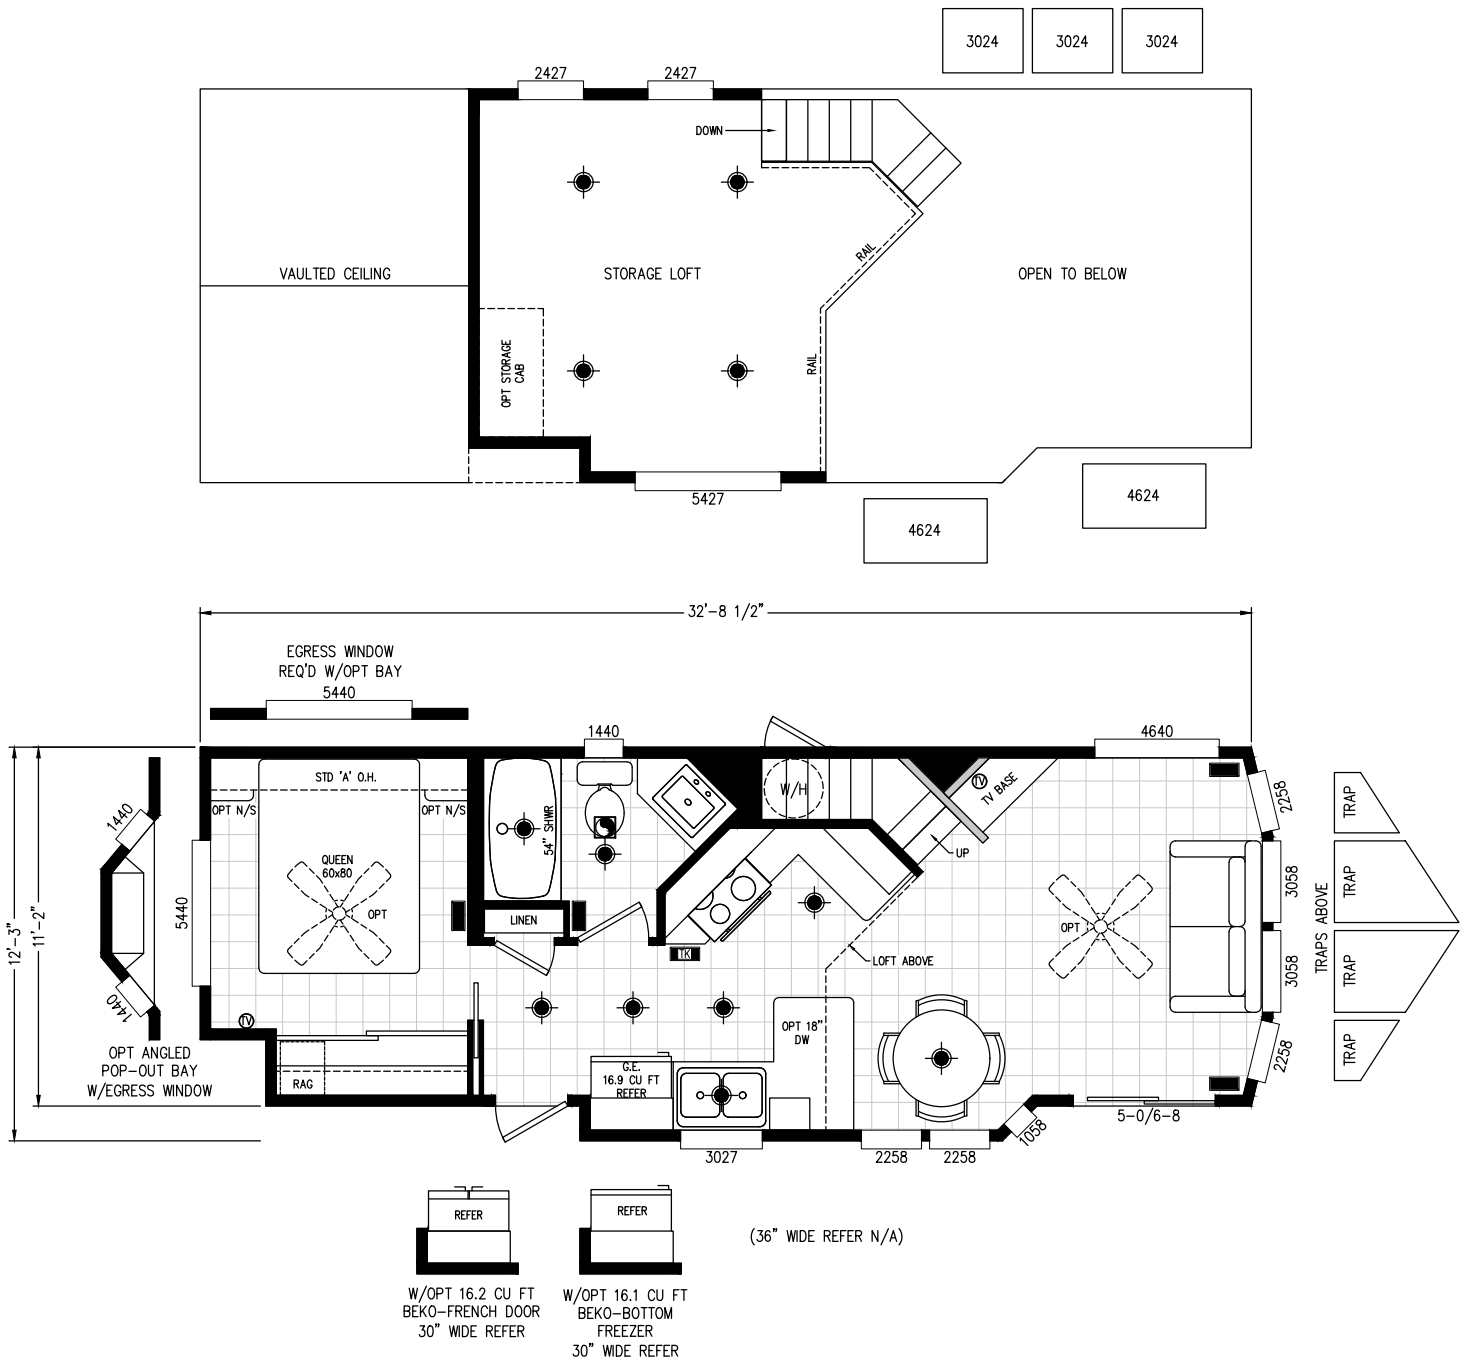 3024
3024
3024
2427
2427
DOWN
RAIL
VAULTED CEILING
STORAGE LOFT
OPEN TO BELOW
RAIL
OPT STORAGE
CAB
5427
4624
4624
32'-8 1/2"
EGRESS WINDOW
REQ'D W/OPT BAY
5440
1440
4640
STD 'A' O.H.
OPT N/S
OPT N/S
W/H
TV
TV BASE
2258
TRAP
1440
54" SHWR
UP
QUEEN
60x80
OPT
3058
TRAP
5440
LINEN
OPT
12'-3"
11'-2"
TK
LOFT ABOVE
TRAPS ABOVE
3058
TRAP
1440
TV
OPT 18"
DW
2258
TRAP
OPT ANGLED
POP-OUT BAY
W/EGRESS WINDOW
RAG
G.E.
16.9 CU FT
REFER
5-0/6-8
1058
3027
2258
2258
REFER
REFER
(36" WIDE REFER N/A)
W/OPT 16.2 CU FT
BEKO-FRENCH DOOR
30" WIDE REFER
W/OPT 16.1 CU FT
BEKO-BOTTOM
FREEZER
30" WIDE REFER